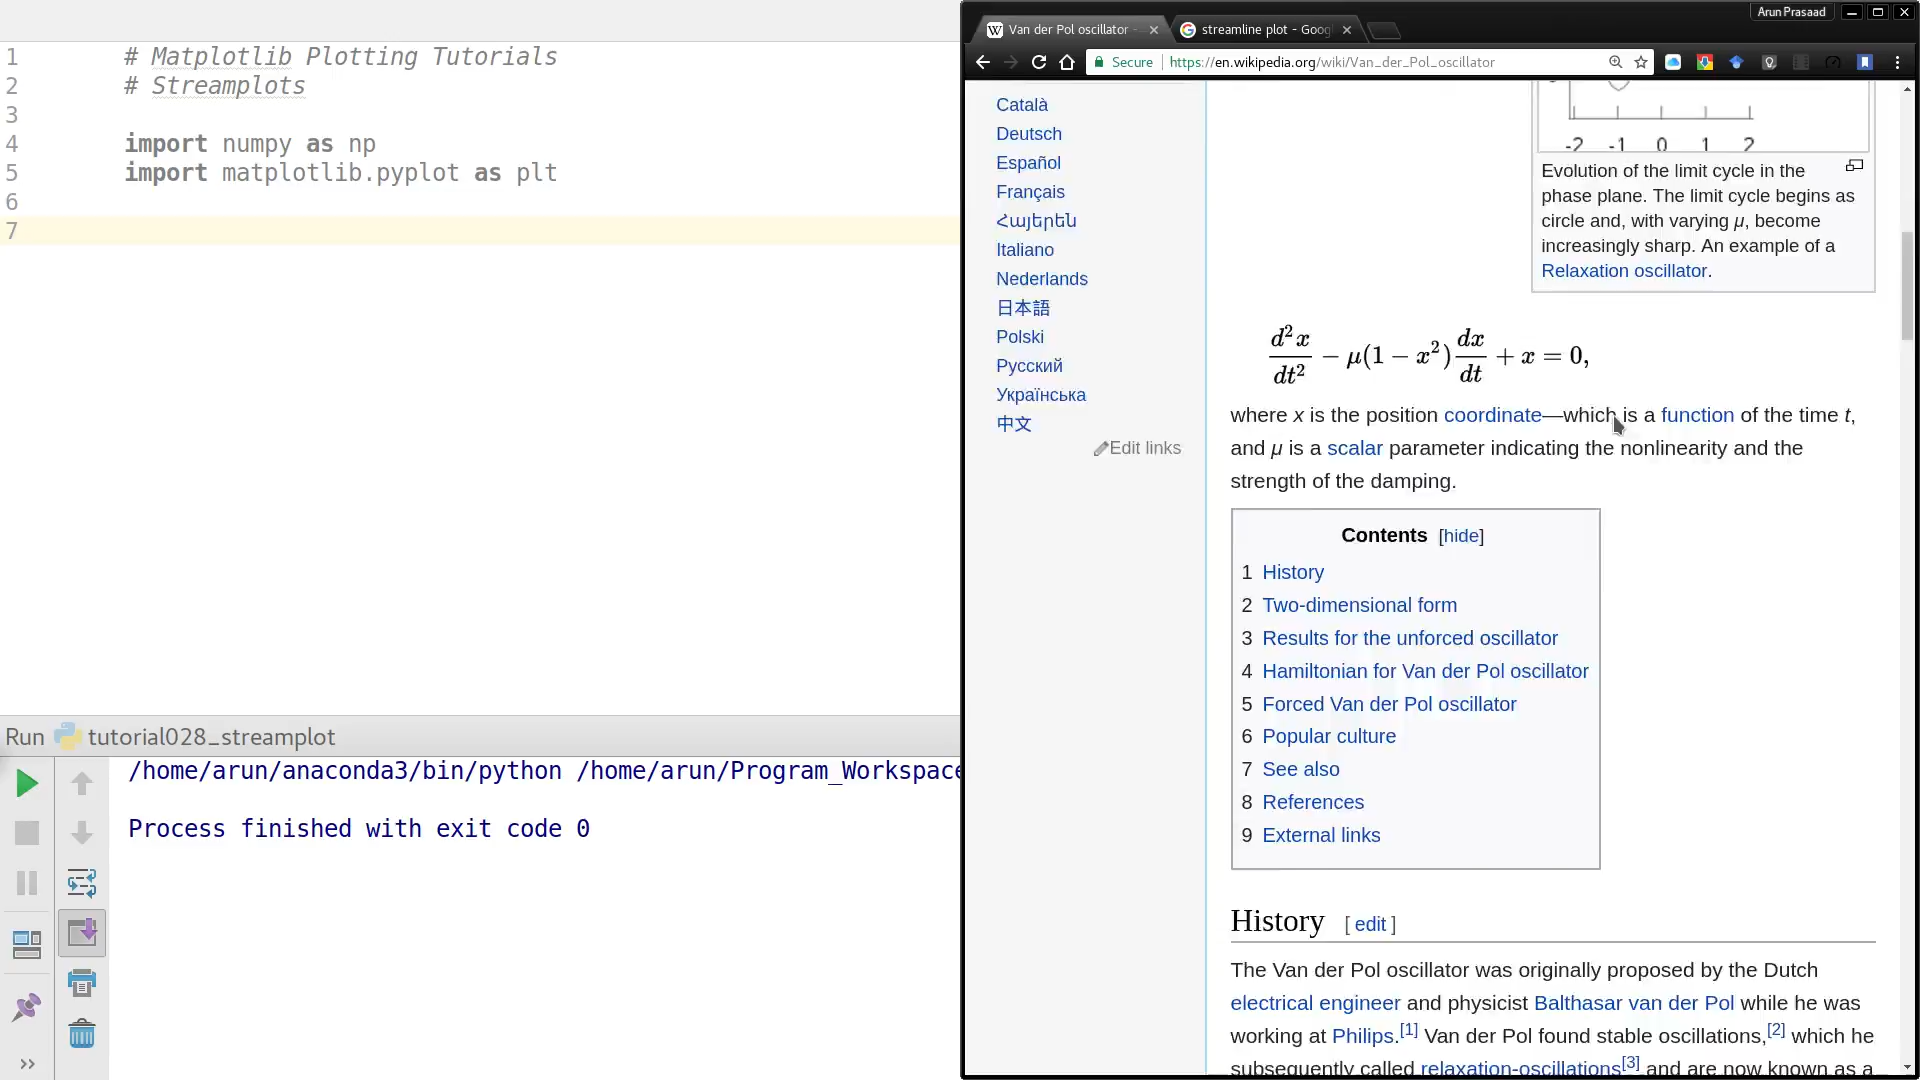 1 # Matplotlib Plotting Tutorials
2 # Streamplots
3
4 import numpy as np
5 import matplotlib.pyplot as plt
6
7
Run tutorial028_streamplot
/home/arun/anaconda3/bin/python /home/arun/Program_Workspace
Process finished with exit code 0
Arun Prasaad
Van der Pol oscillator -
streamline plot - Goog
Secure https://en.wikipedia.org/wiki/Van_der_Pol_oscillator
Català
Deutsch
Español
Français
Հայերեն
Italiano
Nederlands
日本語
Polski
Русский
Українська
中文
Edit links
-2 -1 0 1 2
Evolution of the limit cycle in the
phase plane. The limit cycle begins as
circle and, with varying μ, become
increasingly sharp. An example of a
Relaxation oscillator.
d²x/dt² − μ(1 − x²)dx/dt + x = 0,
where x is the position coordinate—which is a function of the time t,
and μ is a scalar parameter indicating the nonlinearity and the
strength of the damping.
Contents [hide]
1 History
2 Two-dimensional form
3 Results for the unforced oscillator
4 Hamiltonian for Van der Pol oscillator
5 Forced Van der Pol oscillator
6 Popular culture
7 See also
8 References
9 External links
History [ edit ]
The Van der Pol oscillator was originally proposed by the Dutch
electrical engineer and physicist Balthasar van der Pol while he was
working at Philips.[1] Van der Pol found stable oscillations,[2] which he
subsequently called relaxation-oscillations[3] and are now known as a